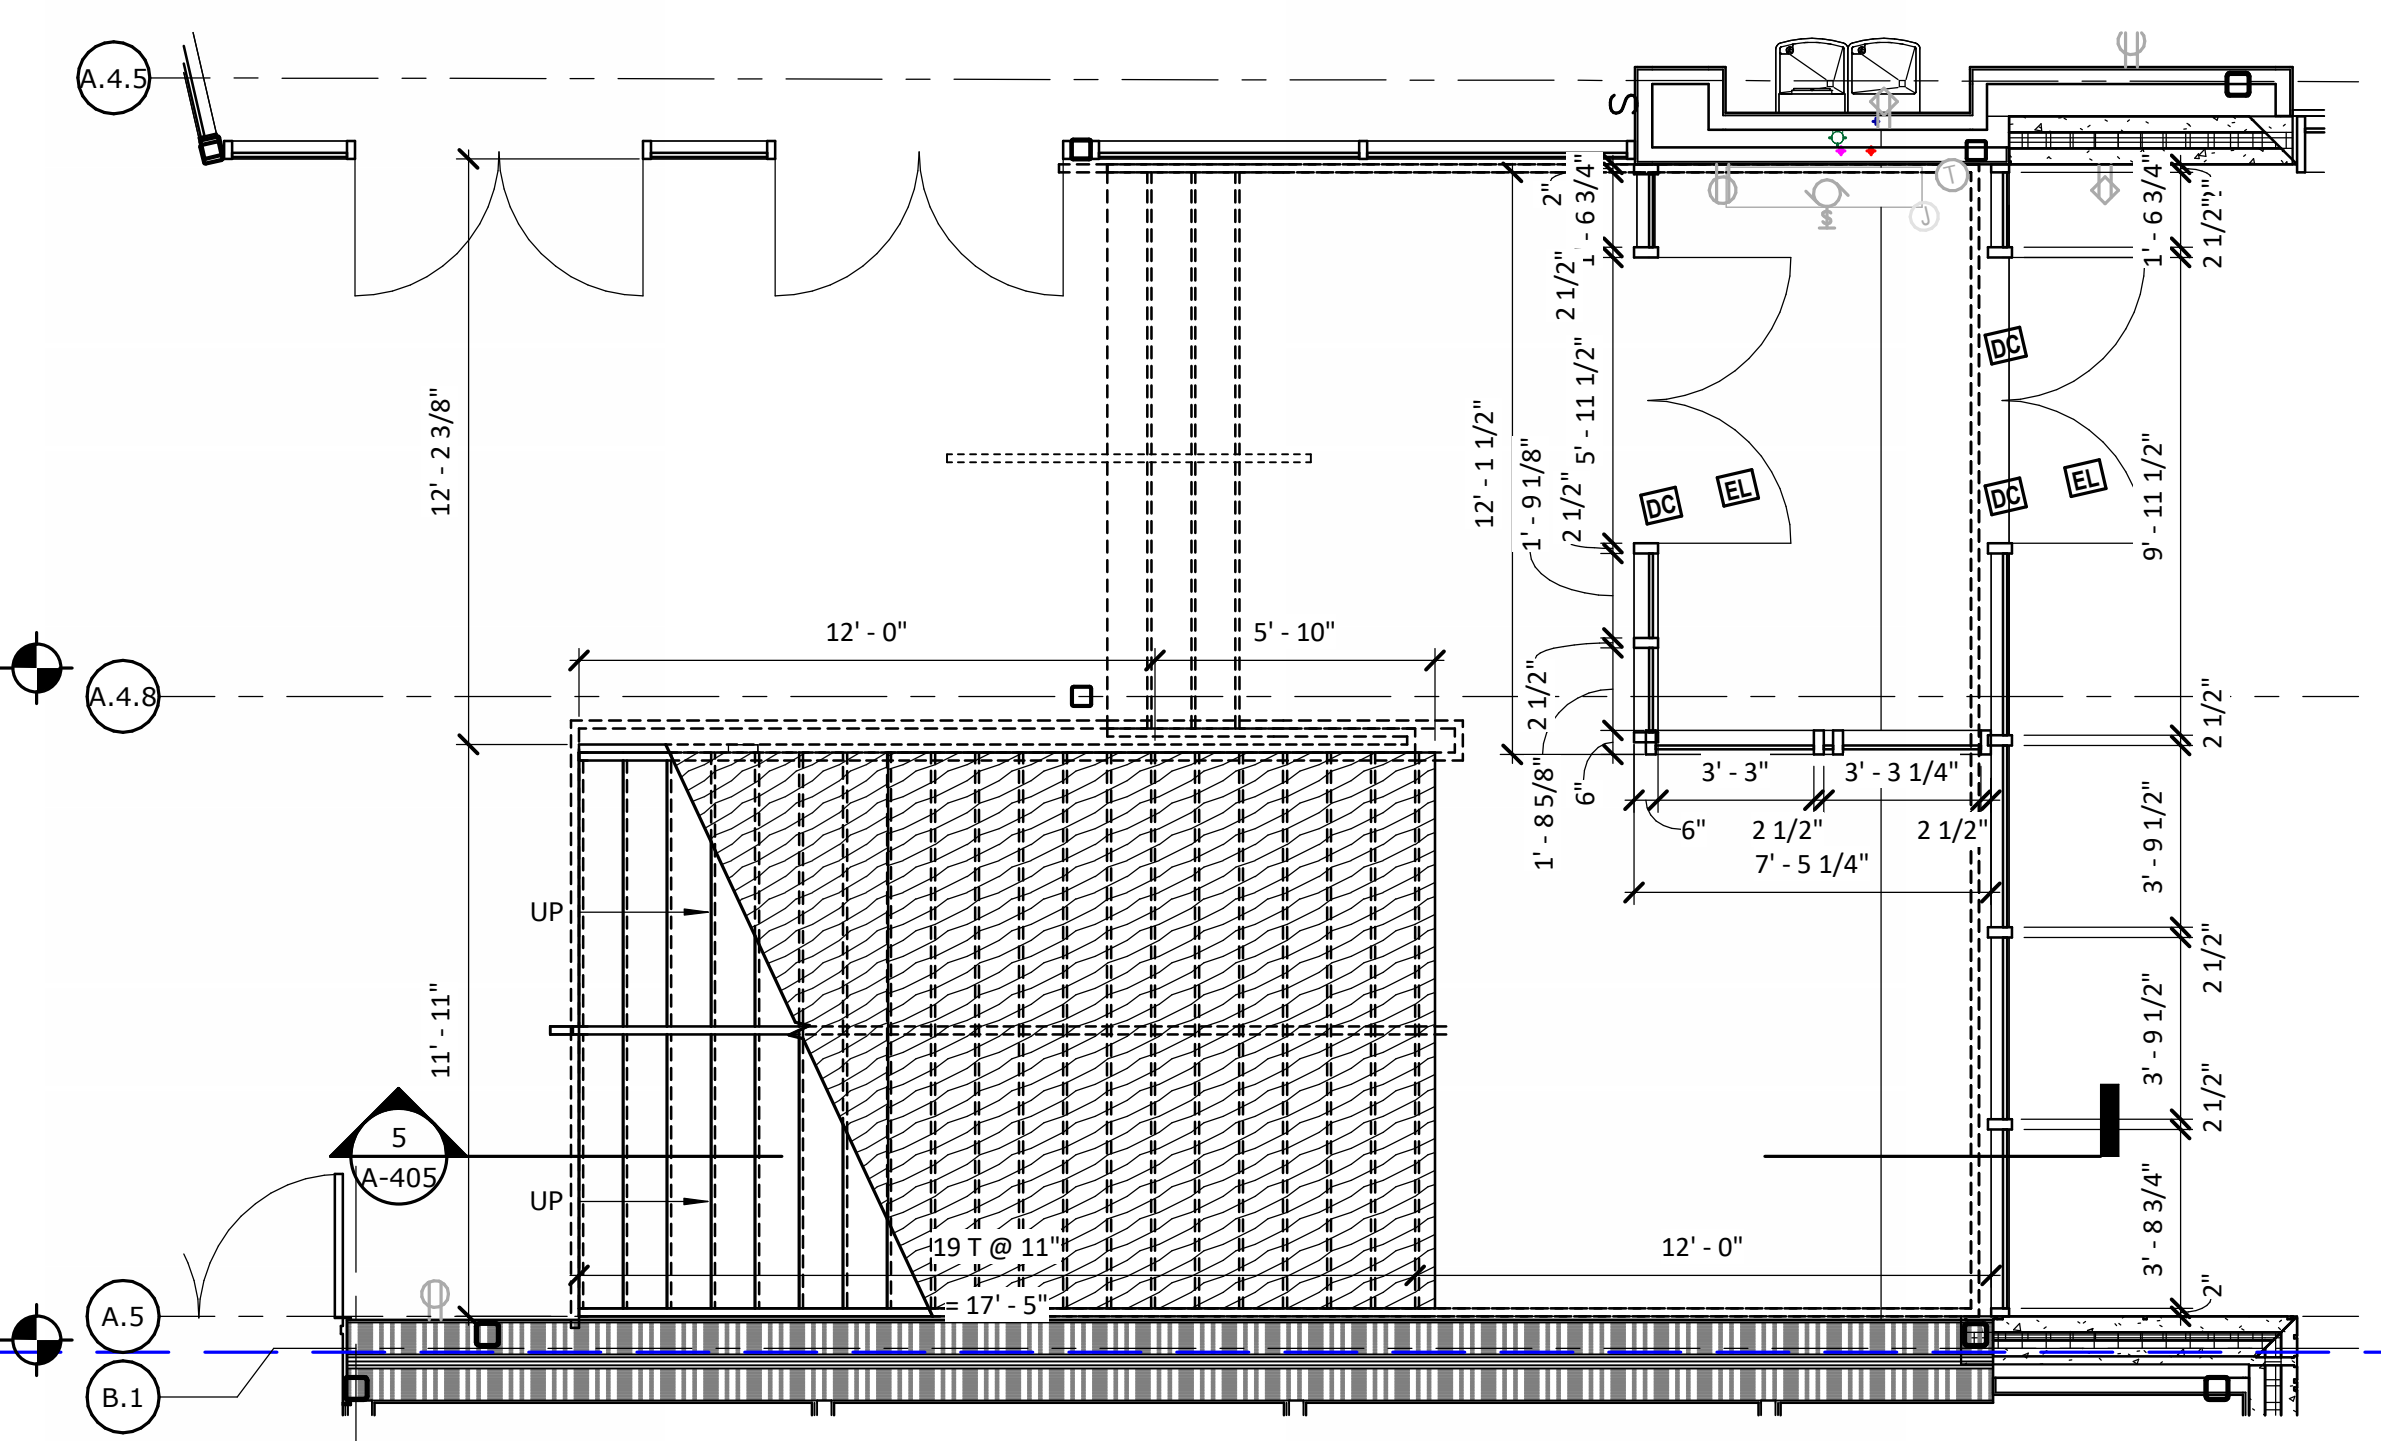 A.4.5
S
T
J
$
2"
1' - 6 3/4"
1' - 6 3/4"
2 1/2"
2"
2 1/2"
DC
12' - 2 3/8"
12' - 1 1/2"
1' - 9 1/8"
5' - 11 1/2"
2 1/2"
DC
EL
DC
EL
9' - 11 1/2"
12' - 0"
5' - 10"
A.4.8
2 1/2"
2 1/2"
1' - 8 5/8"
6"
3' - 3"
3' - 3 1/4"
6"
2 1/2"
2 1/2"
7' - 5 1/4"
3' - 9 1/2"
UP
2 1/2"
11' - 11"
3' - 9 1/2"
2 1/2"
5
A-405
UP
19 T @ 11"
= 17' - 5"
12' - 0"
3' - 8 3/4"
2"
A.5
B.1